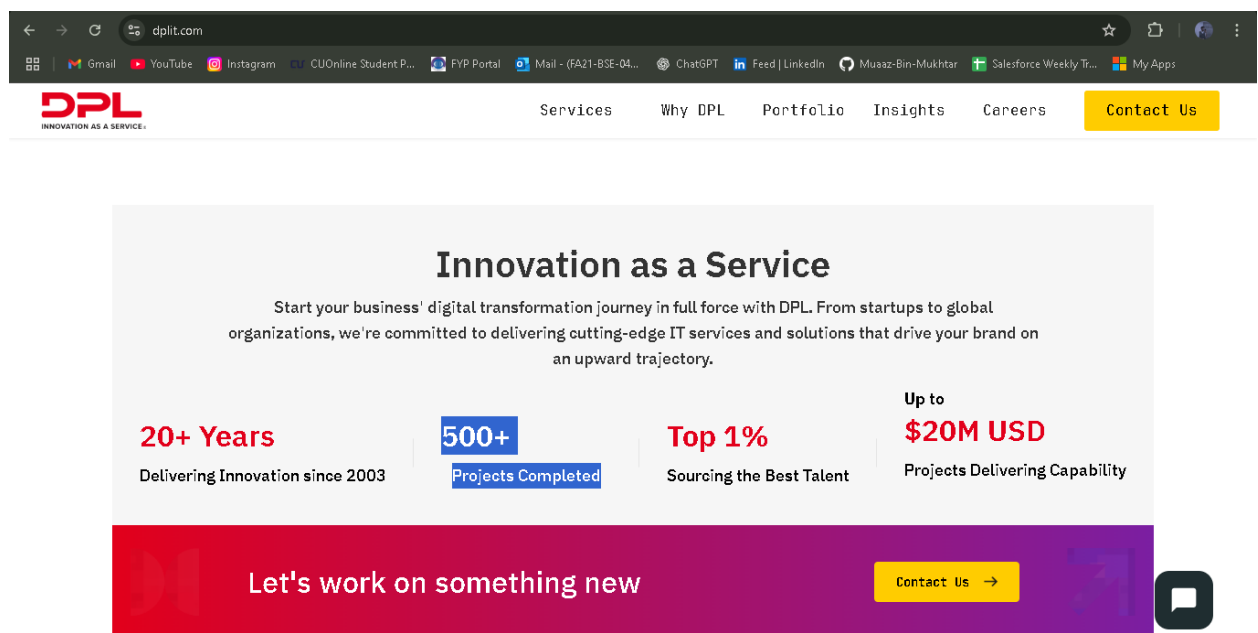 dplit.com
Gmail YouTube Instagram CUOnline Student P... FYP Portal Mail - (FA21-BSE-04... ChatGPT Feed | LinkedIn Muaaz-Bin-Mukhtar Salesforce Weekly Tr... My Apps
DPL
INNOVATION AS A SERVICE
Services Why DPL Portfolio Insights Careers Contact Us
Innovation as a Service
Start your business' digital transformation journey in full force with DPL. From startups to global
organizations, we're committed to delivering cutting-edge IT services and solutions that drive your brand on
an upward trajectory.
20+ Years
Delivering Innovation since 2003
500+
Projects Completed
Top 1%
Sourcing the Best Talent
Up to
$20M USD
Projects Delivering Capability
Let's work on something new
Contact Us →